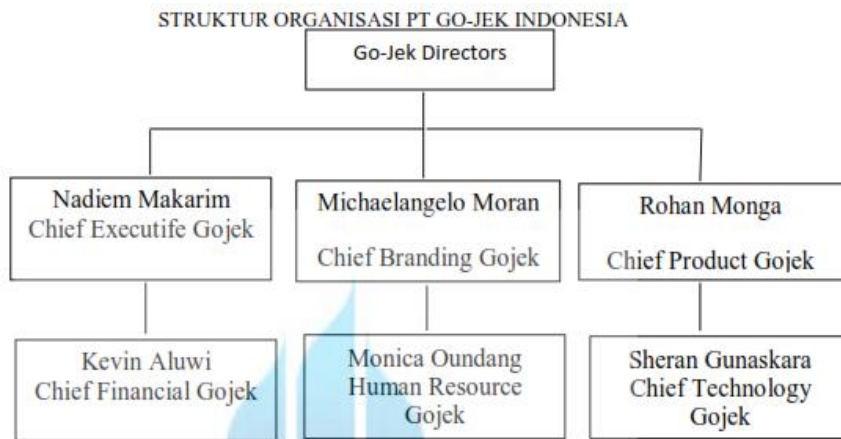 STRUKTUR ORGANISASI PT GO-JEK INDONESIA
Go-Jek Directors
Nadiem Makarim
Chief Executife Gojek
Michaelangelo Moran
Chief Branding Gojek
Rohan Monga
Chief Product Gojek
Kevin Aluwi
Chief Financial Gojek
Monica Oundang
Human Resource
Gojek
Sheran Gunaskara
Chief Technology
Gojek